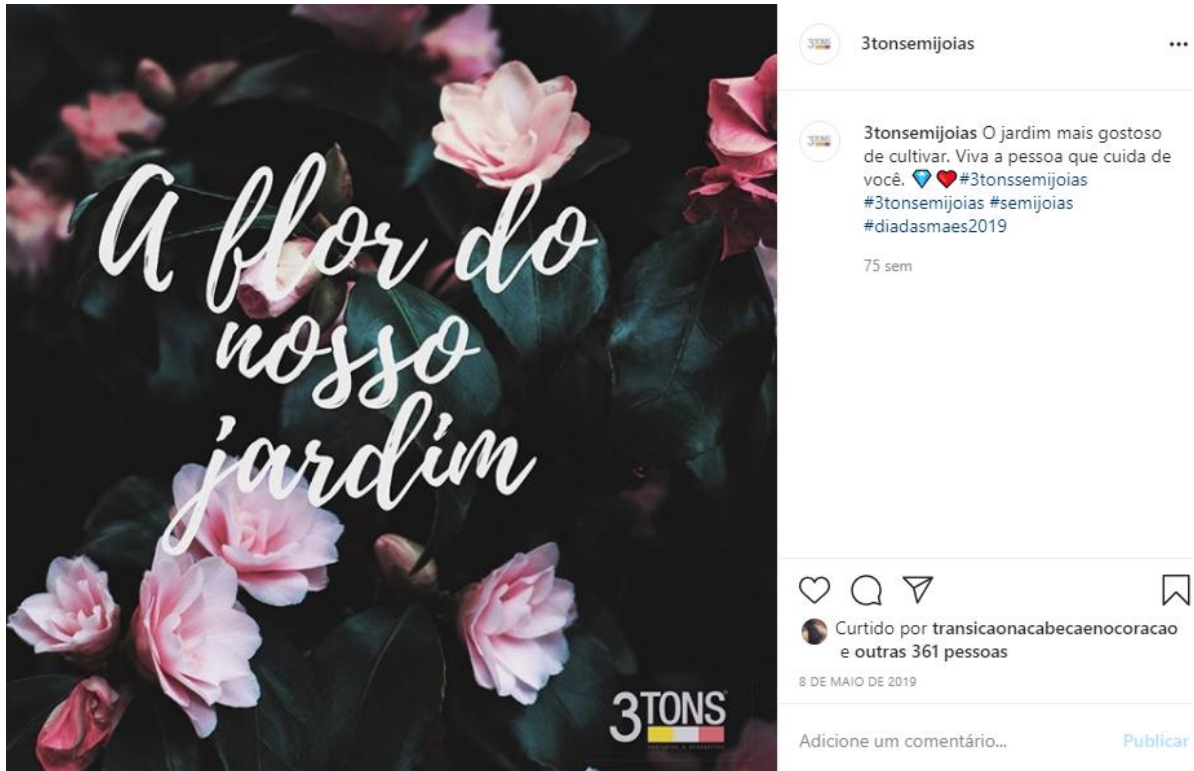 A flor do
nosso
jardim
3TONS
3tonsemijoias
3tonsemijoias O jardim mais gostoso
de cultivar. Viva a pessoa que cuida de
você. 💎❤️#3tonssemijoias
#3tonsemijoias #semijoias
#diadasmaes2019
75 sem
Curtido por transicaonacabecaenocoracao
e outras 361 pessoas
8 DE MAIO DE 2019
Adicione um comentário...
Publicar